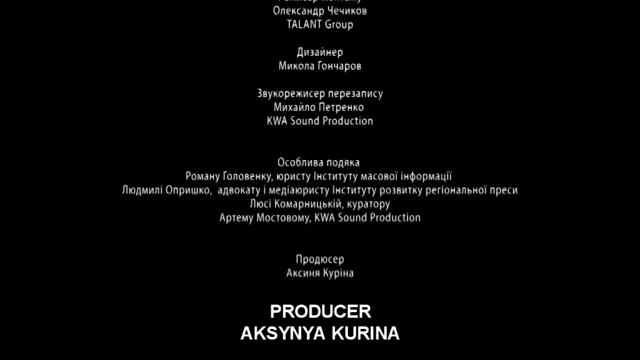 Олександр Чечиков
TALANT Group
Дизайнер
Микола Гончаров
Звукорежисер перезапису
Михайло Петренко
KWA Sound Production
Особлива подяка
Роману Головенку, юристу Інституту масової інформації
Людмилі Опришко, адвокату і медіаюристу Інституту розвитку регіональної преси
Люсі Комарницькій, куратору
Артему Мостовому, KWA Sound Production
Продюсер
Аксиня Куріна
PRODUCER
AKSYNYA KURINA